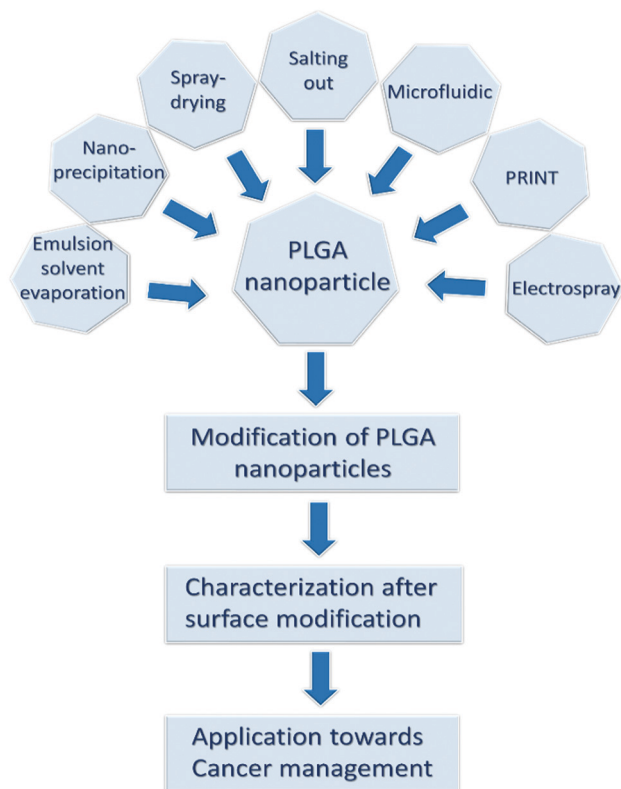 Salting
out
Spray-
drying
Microfluidic
Nano-
precipitation
PRINT
Emulsion
solvent
evaporation
PLGA
nanoparticle
Electrospray
Modification of PLGA
nanoparticles
Characterization after
surface modification
Application towards
Cancer management